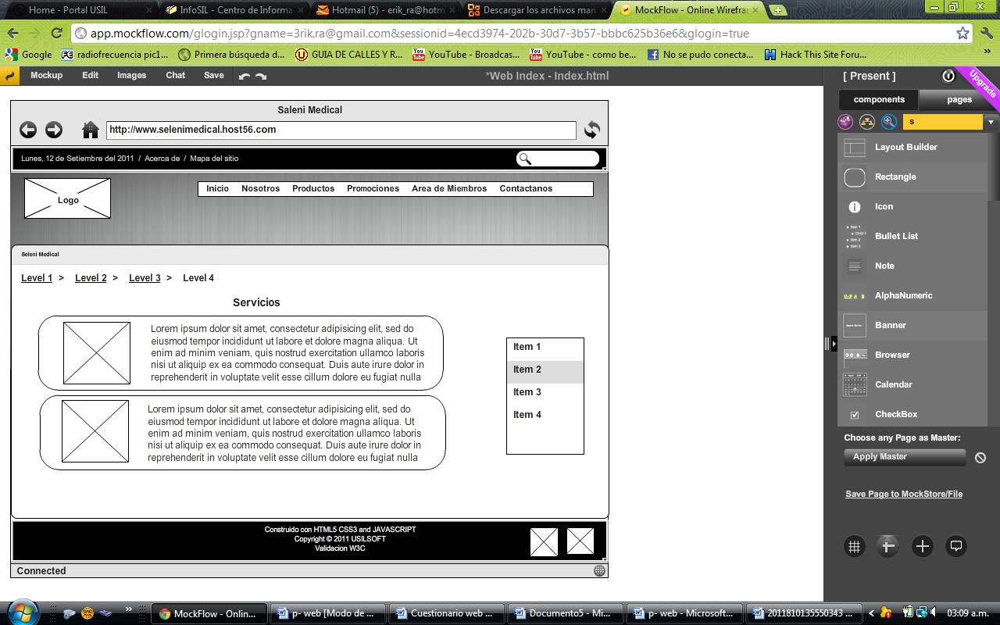 Home - Portal USIL
InfoSIL - Centro de Informa
Hotmail (5) - erik_ra@hotm
Descargar los archivos man
MockFlow - Online Wirefra
app.mockflow.com/glogin.jsp?gname=3rik.ra@gmail.com&sessionid=4ecd3974-202b-30d7-3b57-bbbc625b36e6&glogin=true
Google
radiofrecuencia pic1...
Primera búsqueda d...
GUIA DE CALLES Y R...
YouTube - Broadcas...
YouTube - como be...
No se pudo conecta...
Hack This Site Foru...
Mockup Edit Images Chat Save
*Web Index - Index.html
[ Present ]
Upgrade
components
pages
s
Saleni Medical
http://www.selenimedical.host56.com
Lunes, 12 de Setiembre del 2011 / Acerca de / Mapa del sitio
Logo
Inicio Nosotros Productos Promociones Area de Miembros Contactanos
Seleni Medical
Level 1 > Level 2 > Level 3 > Level 4
Servicios
Lorem ipsum dolor sit amet, consectetur adipisicing elit, sed do
eiusmod tempor incididunt ut labore et dolore magna aliqua. Ut
enim ad minim veniam, quis nostrud exercitation ullamco laboris
nisi ut aliquip ex ea commodo consequat. Duis aute irure dolor in
reprehenderit in voluptate velit esse cillum dolore eu fugiat nulla
Lorem ipsum dolor sit amet, consectetur adipisicing elit, sed do
eiusmod tempor incididunt ut labore et dolore magna aliqua. Ut
enim ad minim veniam, quis nostrud exercitation ullamco laboris
nisi ut aliquip ex ea commodo consequat. Duis aute irure dolor in
reprehenderit in voluptate velit esse cillum dolore eu fugiat nulla
Item 1
Item 2
Item 3
Item 4
Construido con HTML5 CSS3 and JAVASCRIPT
Copyright © 2011 USILSOFT
Validacion W3C
Connected
Layout Builder
Rectangle
Icon
Bullet List
Note
AlphaNumeric
Banner
Browser
Calendar
CheckBox
Choose any Page as Master:
Apply Master
Save Page to MockStore/File
MockFlow - Onlin...
p- web [Modo de ...
Cuestionario web ...
Documento5 - Mi...
p- web - Microsoft...
2011810135550343 ...
03:09 a.m.